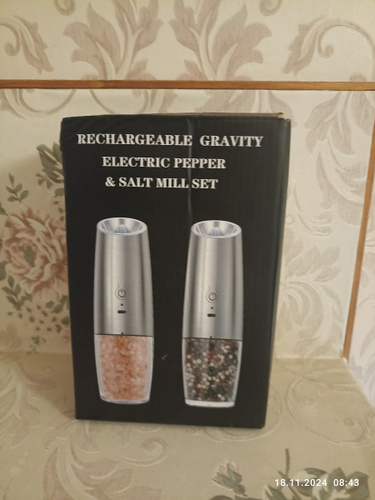 RECHARGEABLE GRAVITY
ELECTRIC PEPPER
& SALT MILL SET
18.11.2024 08:43